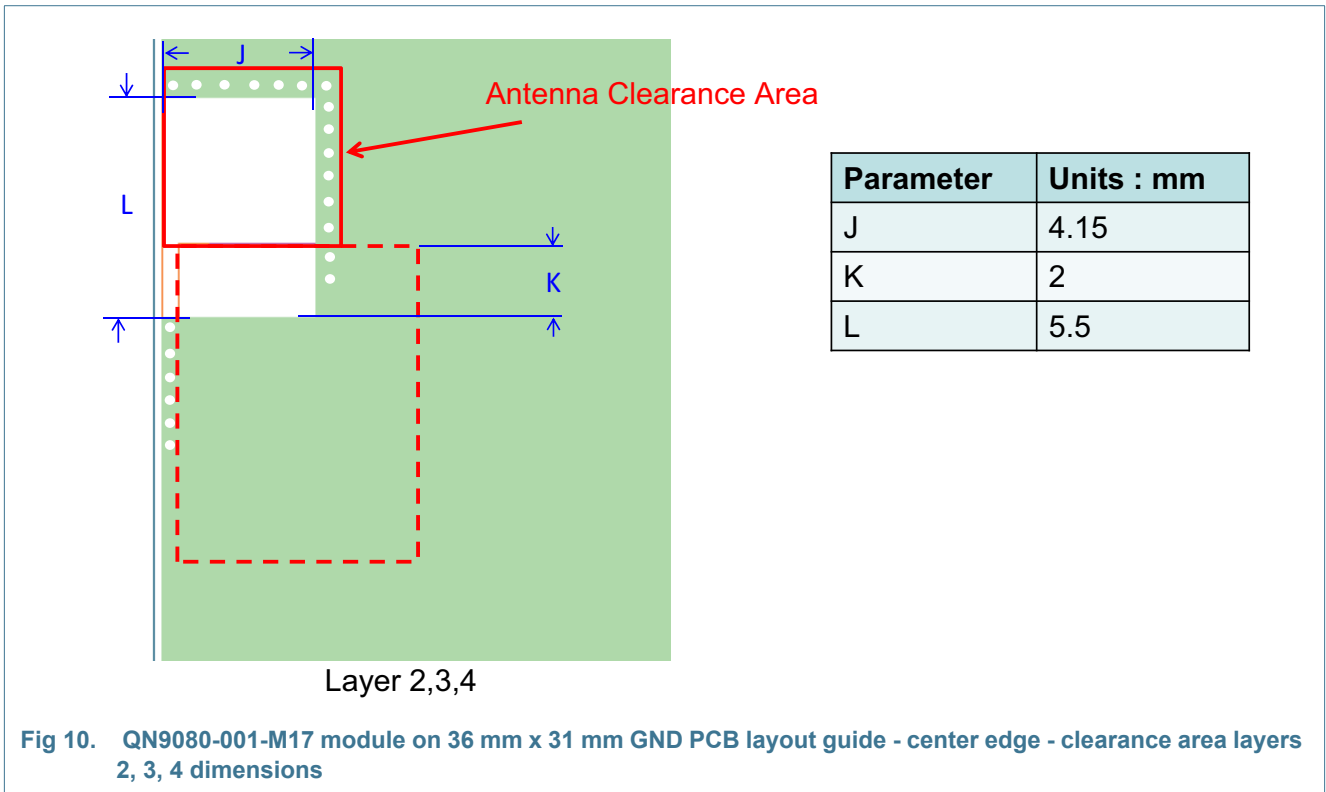 J
Antenna Clearance Area
L
K
Parameter Units : mm
J 4.15
K 2
L 5.5
Layer 2,3,4
Fig 10. QN9080-001-M17 module on 36 mm x 31 mm GND PCB layout guide - center edge - clearance area layers
2, 3, 4 dimensions